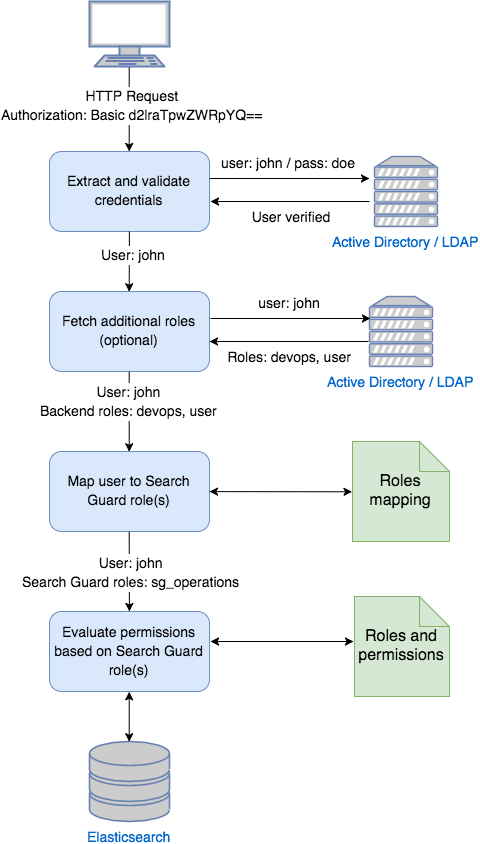 HTTP Request
Authorization: Basic d2lraTpwZWRpYQ==
Extract and validate
credentials
user: john / pass: doe
User verified
Active Directory / LDAP
User: john
Fetch additional roles
(optional)
user: john
Roles: devops, user
Active Directory / LDAP
User: john
Backend roles: devops, user
Map user to Search
Guard role(s)
Roles
mapping
User: john
Search Guard roles: sg_operations
Evaluate permissions
based on Search Guard
role(s)
Roles and
permissions
Elasticsearch